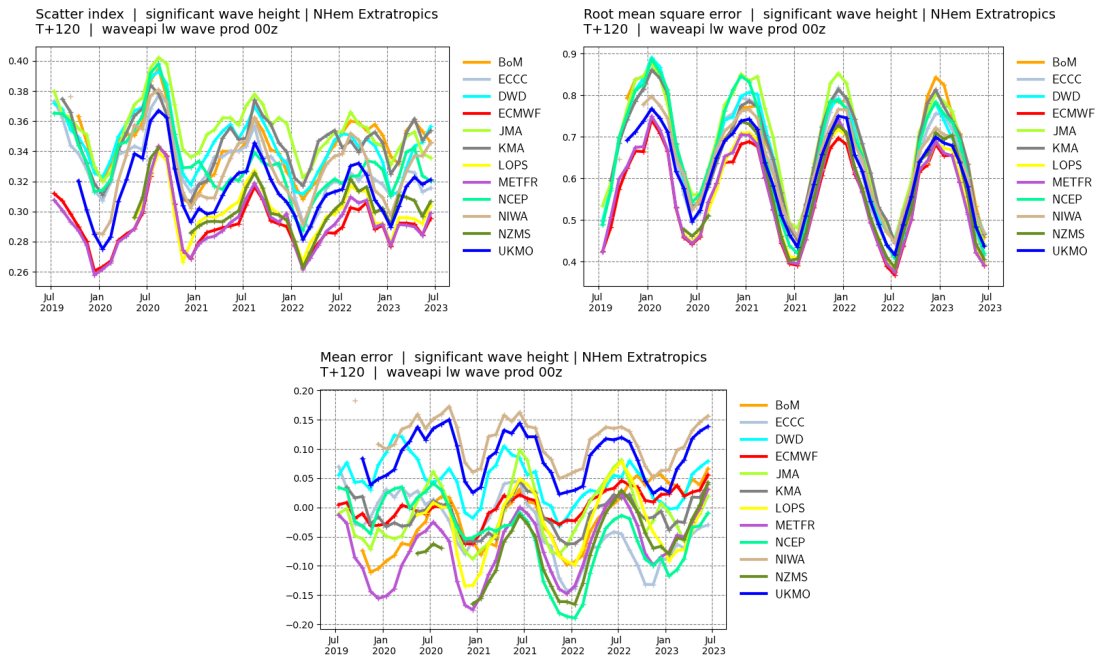 Scatter index | significant wave height | NHem Extratropics
T+120 | waveapi lw wave prod 00z
0.40
0.38
0.36
0.34
0.32
0.30
0.28
0.26
Jul Jan Jul Jan Jul Jan Jul Jan Jul
2019 2020 2020 2021 2021 2022 2022 2023 2023
BoM
ECCC
DWD
ECMWF
JMA
KMA
LOPS
METFR
NCEP
NIWA
NZMS
UKMO
Root mean square error | significant wave height | NHem Extratropics
T+120 | waveapi lw wave prod 00z
0.9
0.8
0.7
0.6
0.5
0.4
Jul Jan Jul Jan Jul Jan Jul Jan Jul
2019 2020 2020 2021 2021 2022 2022 2023 2023
BoM
ECCC
DWD
ECMWF
JMA
KMA
LOPS
METFR
NCEP
NIWA
NZMS
UKMO
Mean error | significant wave height | NHem Extratropics
T+120 | waveapi lw wave prod 00z
0.20
0.15
0.10
0.05
0.00
−0.05
−0.10
−0.15
−0.20
Jul Jan Jul Jan Jul Jan Jul Jan Jul
2019 2020 2020 2021 2021 2022 2022 2023 2023
BoM
ECCC
DWD
ECMWF
JMA
KMA
LOPS
METFR
NCEP
NIWA
NZMS
UKMO